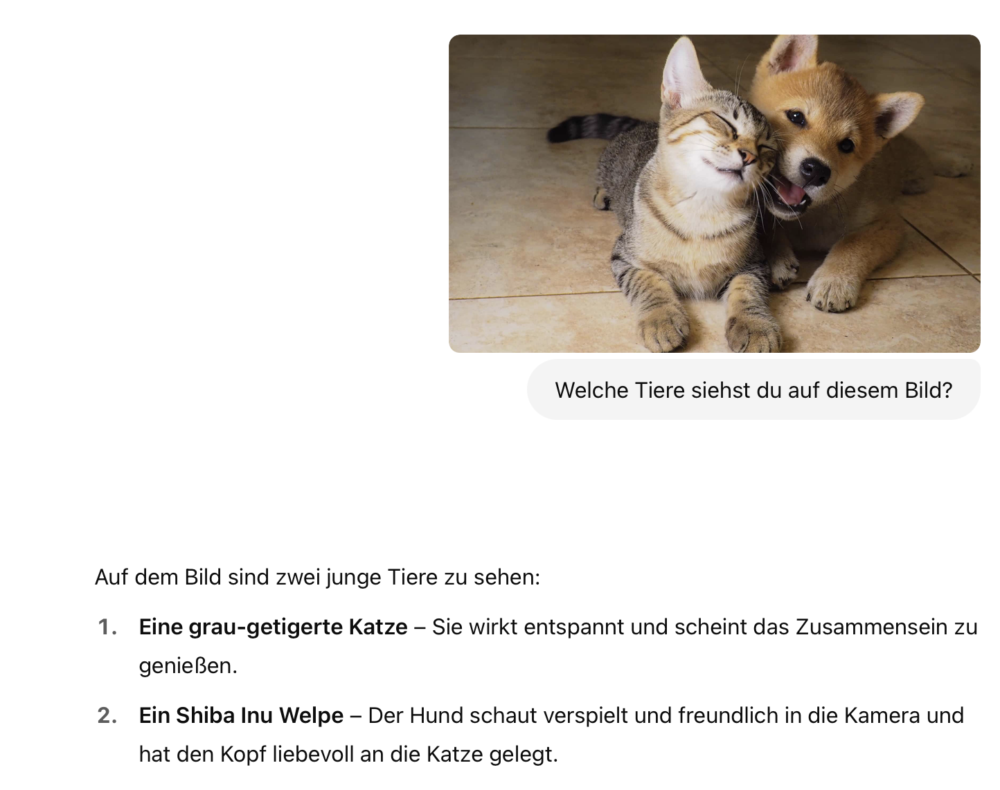 Welche Tiere siehst du auf diesem Bild?
Auf dem Bild sind zwei junge Tiere zu sehen:
1. Eine grau-getigerte Katze – Sie wirkt entspannt und scheint das Zusammensein zu
genießen.
2. Ein Shiba Inu Welpe – Der Hund schaut verspielt und freundlich in die Kamera und
hat den Kopf liebevoll an die Katze gelegt.